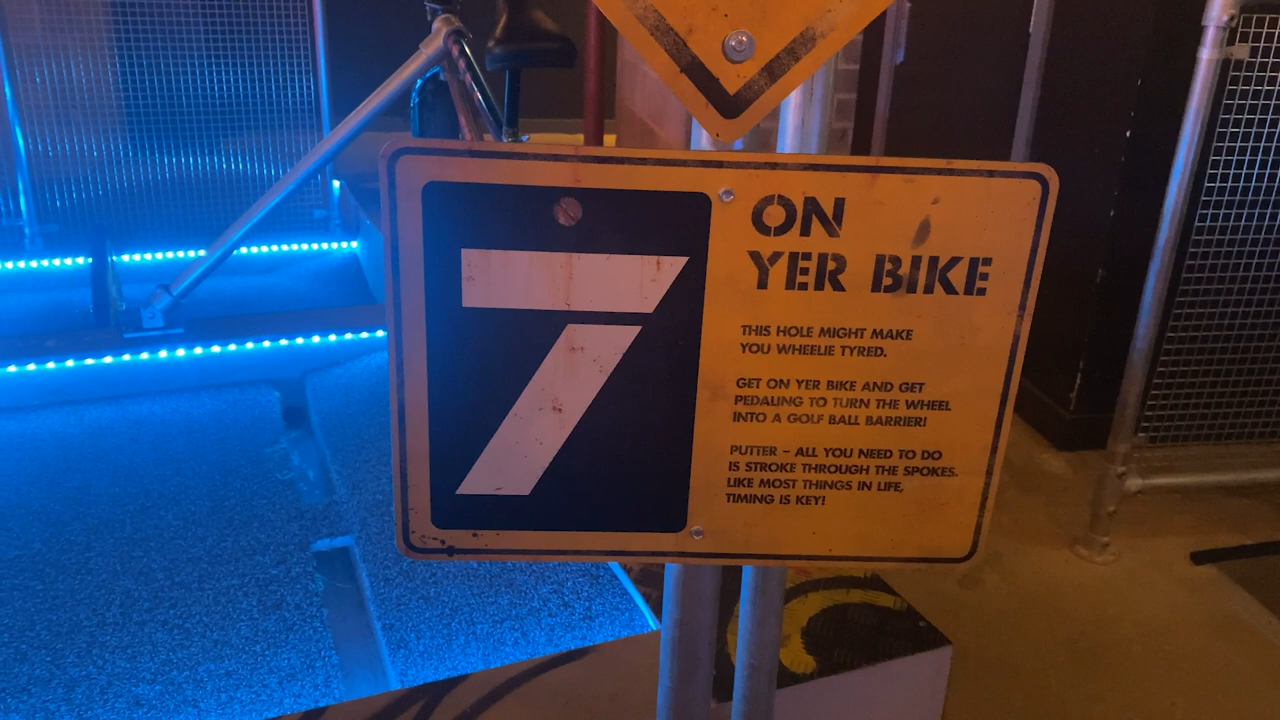 7
ON
YER BIKE
THIS HOLE MIGHT MAKE
YOU WHEELIE TYRED.
GET ON YER BIKE AND GET
PEDALING TO TURN THE WHEEL
INTO A GOLF BALL BARRIER!
PUTTER – ALL YOU NEED TO DO
IS STROKE THROUGH THE SPOKES.
LIKE MOST THINGS IN LIFE,
TIMING IS KEY!